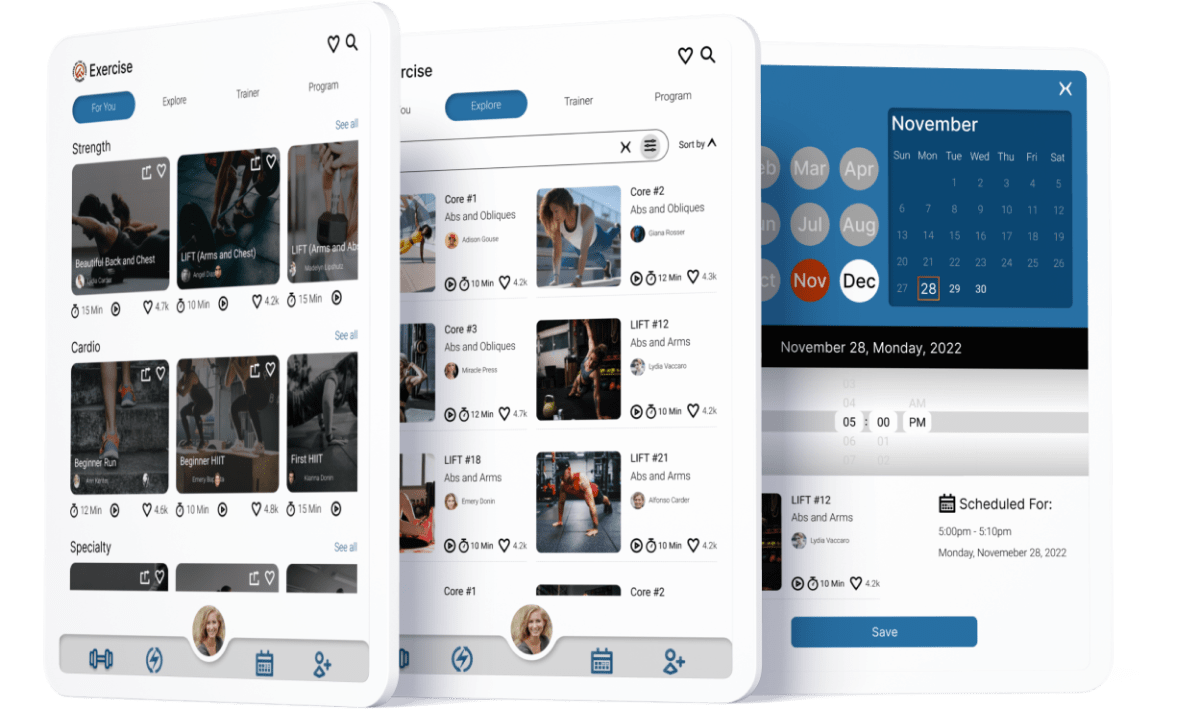 Exercise
For You
Explore
Trainer
Program
See all
Strength
Beautiful Back and Chest
Lydia Carder
15 Min
4.7k
LIFT (Arms and Chest)
10 Min
4.2k
LIFT (Arms and Abs
15 Min
See all
Cardio
Beginner Run
12 Min
4.6k
Beginner HIIT
10 Min
4.8k
First HIIT
Kianna Donin
15 Min
See all
Specialty
rcise
ou
Explore
Trainer
Program
Sort by
Core #1
Abs and Obliques
Adison Gouse
10 Min
4.2k
Core #2
Abs and Obliques
Giana Rosser
12 Min
4.3k
Core #3
Abs and Obliques
Miracle Press
12 Min
4.7k
LIFT #12
Abs and Arms
Lydia Vaccaro
10 Min
4.2k
LIFT #18
Abs and Arms
Emery Donin
10 Min
4.2k
LIFT #21
Abs and Arms
Alfonso Carder
10 Min
4.2k
Core #1
Core #2
eb Mar Apr
un Jul Aug
ct Nov Dec
November
Sun Mon Tue Wed Thu Fri Sat
1 2 3 4 5
6 7 8 9 10 11 12
13 14 15 16 17 18 19
20 21 22 23 24 25 26
27 28 29 30
November 28, Monday, 2022
03
04 AM
05 : 00 PM
06 01
07 02
LIFT #12
Abs and Arms
Lydia Vaccaro
10 Min
4.2k
Scheduled For:
5:00pm - 5:10pm
Monday, Novemeber 28, 2022
Save